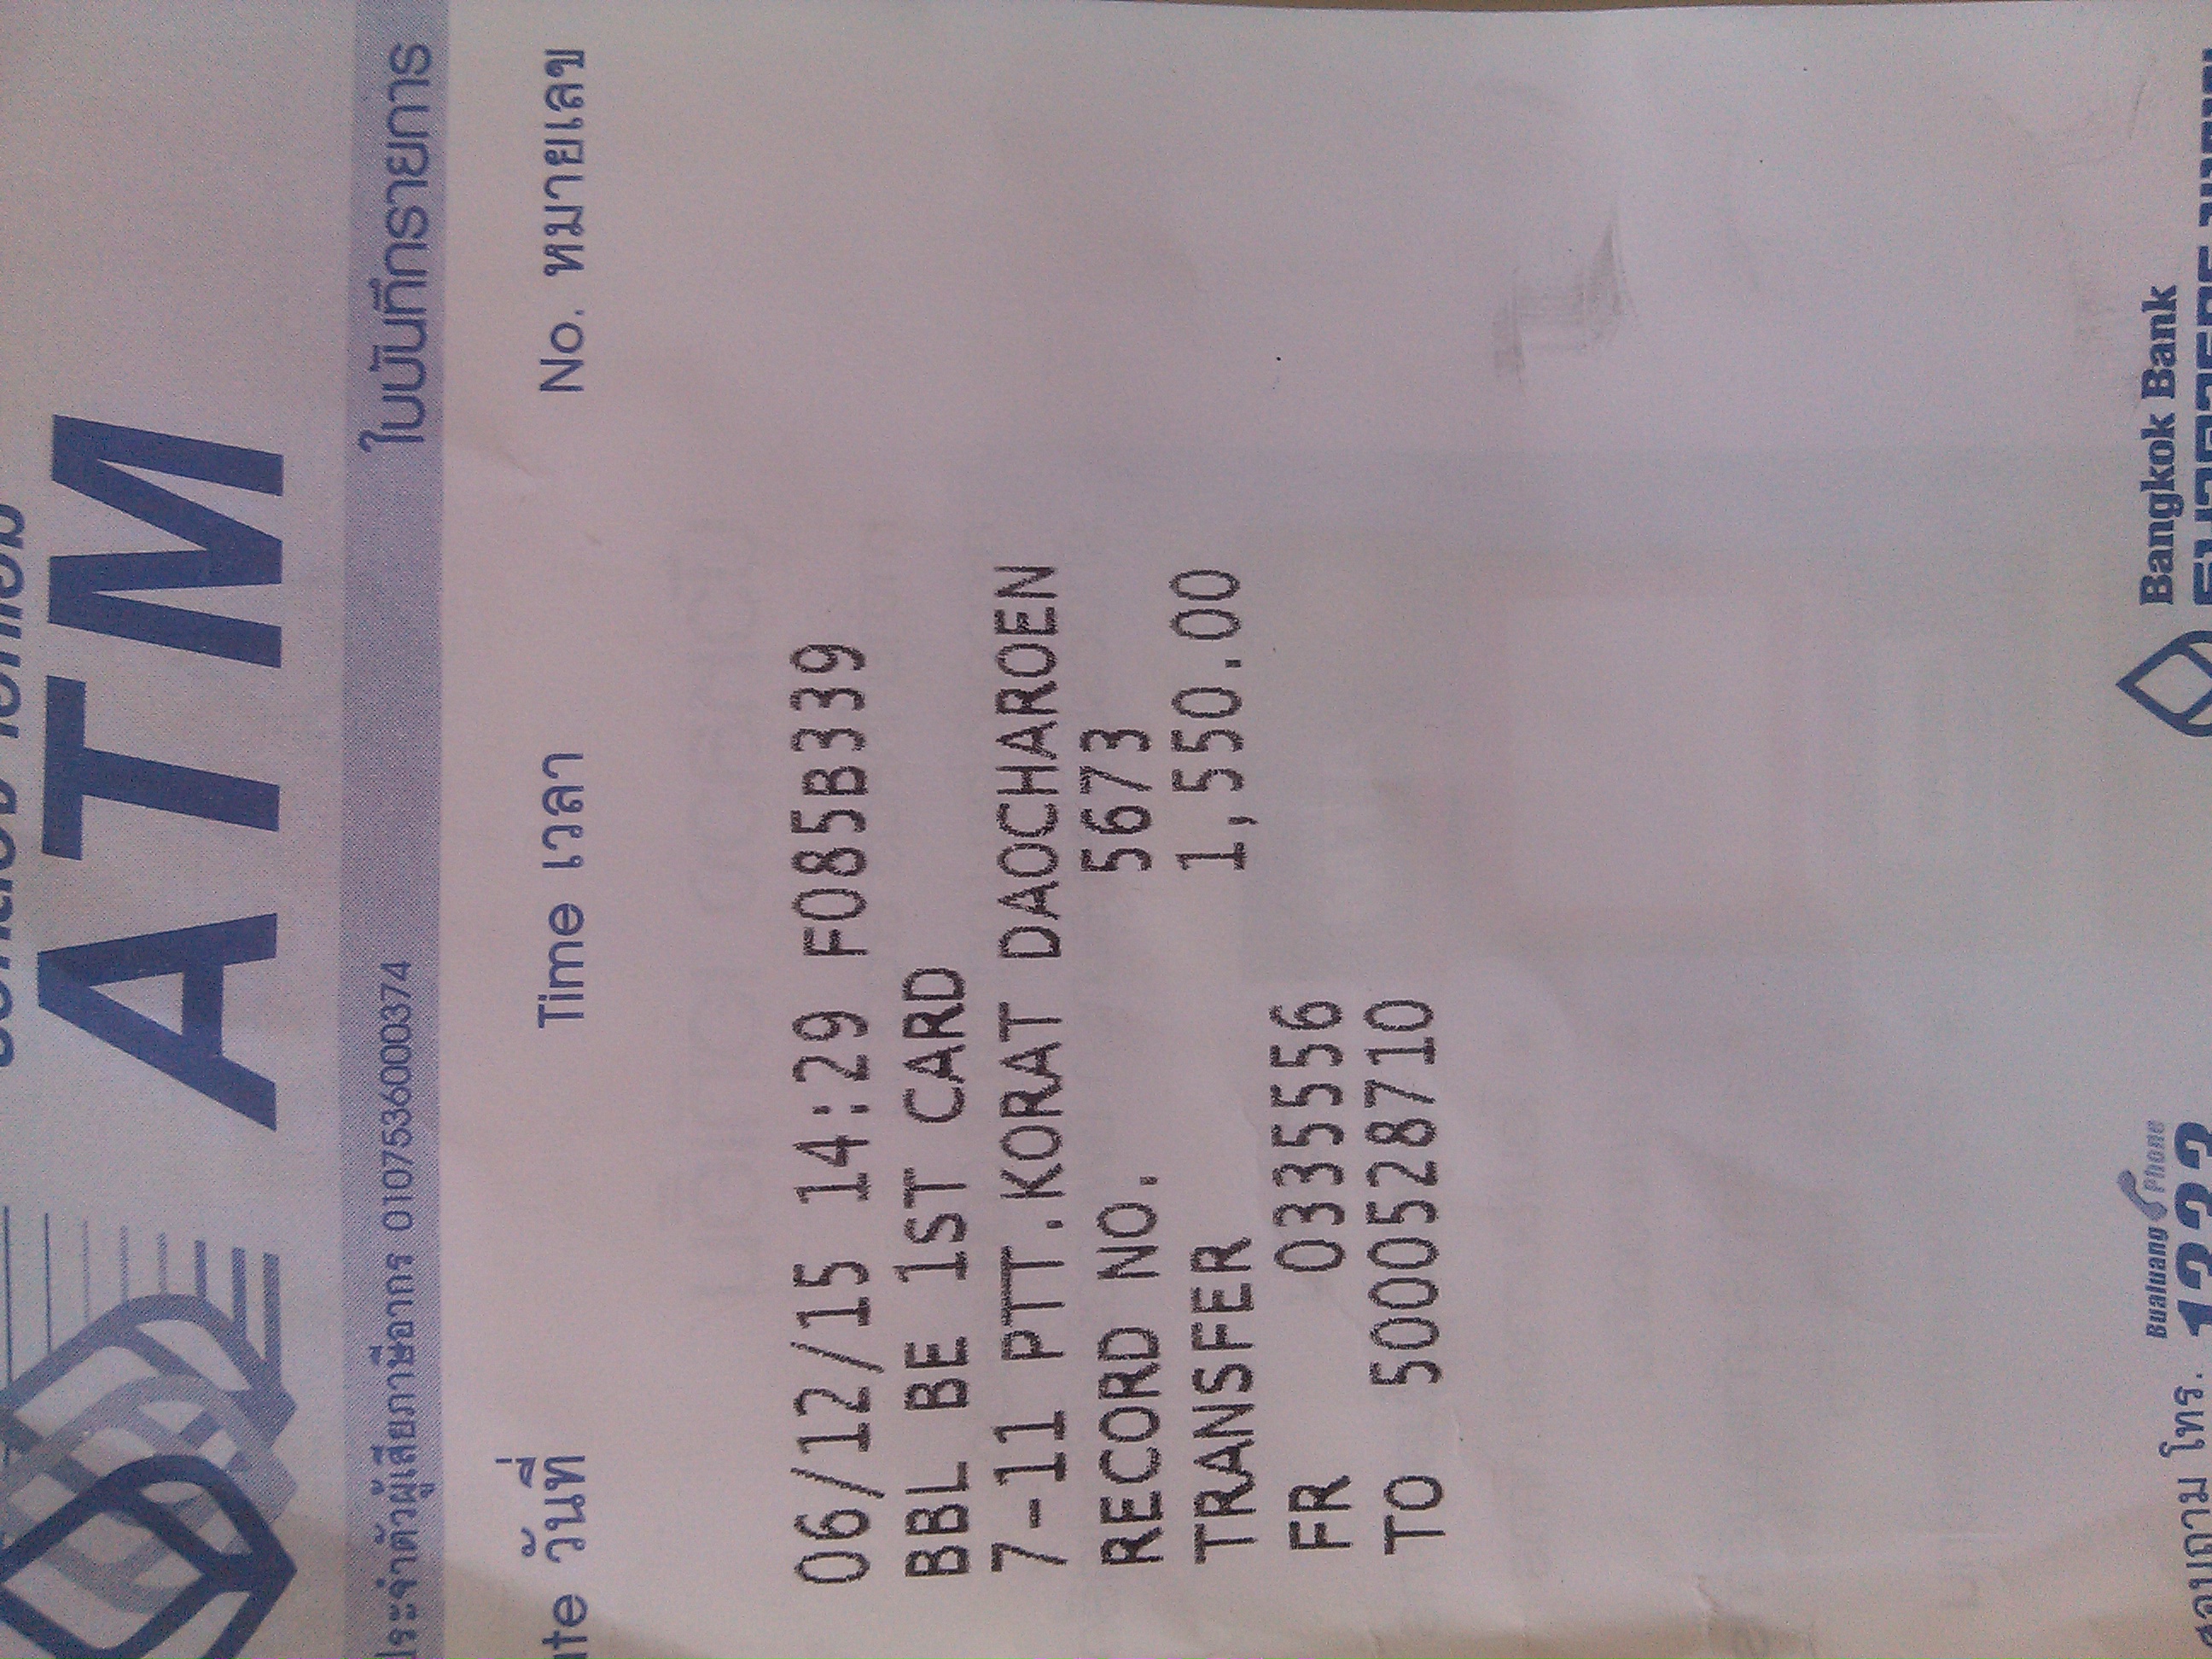 ATM
ประจำตัวผู้เสียภาษีอากร 0107536000374 ใบบันทึกรายการ
วันที่ Time เวลา No. หมายเลข
06/12/15 14:29 F085B339
BBL BE 1ST CARD
7-11 PTT.KORAT DAOCHAROEN
RECORD NO. 5673
TRANSFER 1,550.00
FR 0335556
TO 5000528710
Bualuang Phone
โทร. 1333
Bangkok Bank